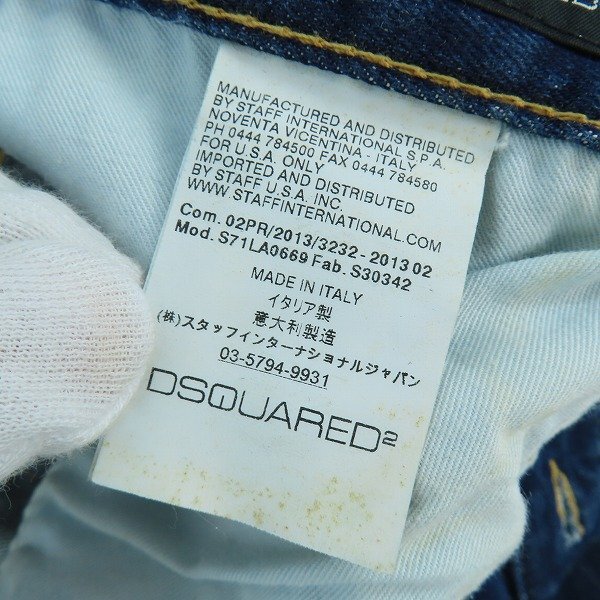 MANUFACTURED AND DISTRIBUTED
BY STAFF INTERNATIONAL S.P.A.
NOVENTA VICENTINA - ITALY
PH 0444 784500 FAX 0444 784580
FOR U.S.A. ONLY
IMPORTED AND DISTRIBUTED
BY STAFF U.S.A. INC.
WWW.STAFFINTERNATIONAL.COM
Com. 02PR/2013/3232 - 2013 02
Mod. S71LA0669 Fab. S30342
MADE IN ITALY
イタリア製
意大利製造
(株)スタッフインターナショナルジャパン
03-5794-9931
DSQUARED2